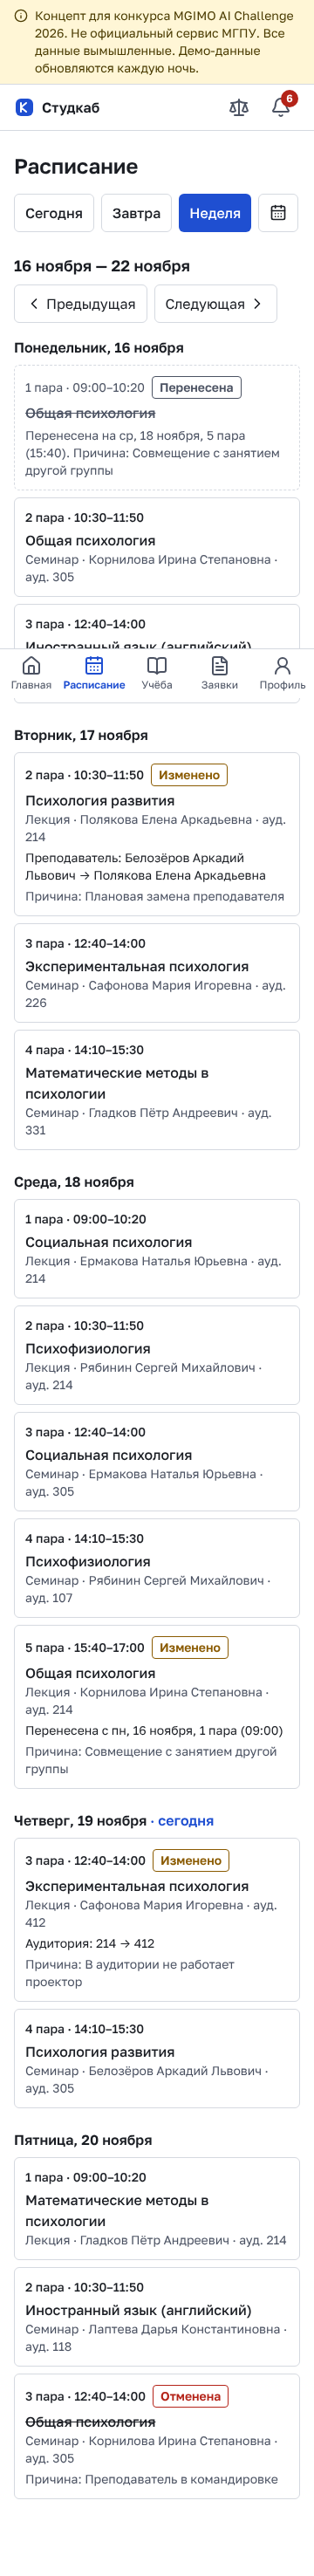 Концепт для конкурса MGIMO AI Challenge
2026. Не официальный сервис МГПУ. Все
данные вымышленные. Демо-данные
обновляются каждую ночь.
Студкаб
6
Расписание
Сегодня
Завтра
Неделя
16 ноября — 22 ноября
Предыдущая
Следующая
Понедельник, 16 ноября
1 пара · 09:00–10:20 Перенесена
Общая психология
Перенесена на ср, 18 ноября, 5 пара
(15:40). Причина: Совмещение с занятием
другой группы
2 пара · 10:30–11:50
Общая психология
Семинар · Корнилова Ирина Степановна ·
ауд. 305
3 пара · 12:40–14:00
Иностранный язык (английский)
Главная
Расписание
Учёба
Заявки
Профиль
Вторник, 17 ноября
2 пара · 10:30–11:50 Изменено
Психология развития
Лекция · Полякова Елена Аркадьевна · ауд.
214
Преподаватель: Белозёров Аркадий
Львович → Полякова Елена Аркадьевна
Причина: Плановая замена преподавателя
3 пара · 12:40–14:00
Экспериментальная психология
Семинар · Сафонова Мария Игоревна · ауд.
226
4 пара · 14:10–15:30
Математические методы в
психологии
Семинар · Гладков Пётр Андреевич · ауд.
331
Среда, 18 ноября
1 пара · 09:00–10:20
Социальная психология
Лекция · Ермакова Наталья Юрьевна · ауд.
214
2 пара · 10:30–11:50
Психофизиология
Лекция · Рябинин Сергей Михайлович ·
ауд. 214
3 пара · 12:40–14:00
Социальная психология
Семинар · Ермакова Наталья Юрьевна ·
ауд. 305
4 пара · 14:10–15:30
Психофизиология
Семинар · Рябинин Сергей Михайлович ·
ауд. 107
5 пара · 15:40–17:00 Изменено
Общая психология
Лекция · Корнилова Ирина Степановна ·
ауд. 214
Перенесена с пн, 16 ноября, 1 пара (09:00)
Причина: Совмещение с занятием другой
группы
Четверг, 19 ноября · сегодня
3 пара · 12:40–14:00 Изменено
Экспериментальная психология
Лекция · Сафонова Мария Игоревна · ауд.
412
Аудитория: 214 → 412
Причина: В аудитории не работает
проектор
4 пара · 14:10–15:30
Психология развития
Семинар · Белозёров Аркадий Львович ·
ауд. 305
Пятница, 20 ноября
1 пара · 09:00–10:20
Математические методы в
психологии
Лекция · Гладков Пётр Андреевич · ауд. 214
2 пара · 10:30–11:50
Иностранный язык (английский)
Семинар · Лаптева Дарья Константиновна ·
ауд. 118
3 пара · 12:40–14:00 Отменена
Общая психология
Семинар · Корнилова Ирина Степановна ·
ауд. 305
Причина: Преподаватель в командировке